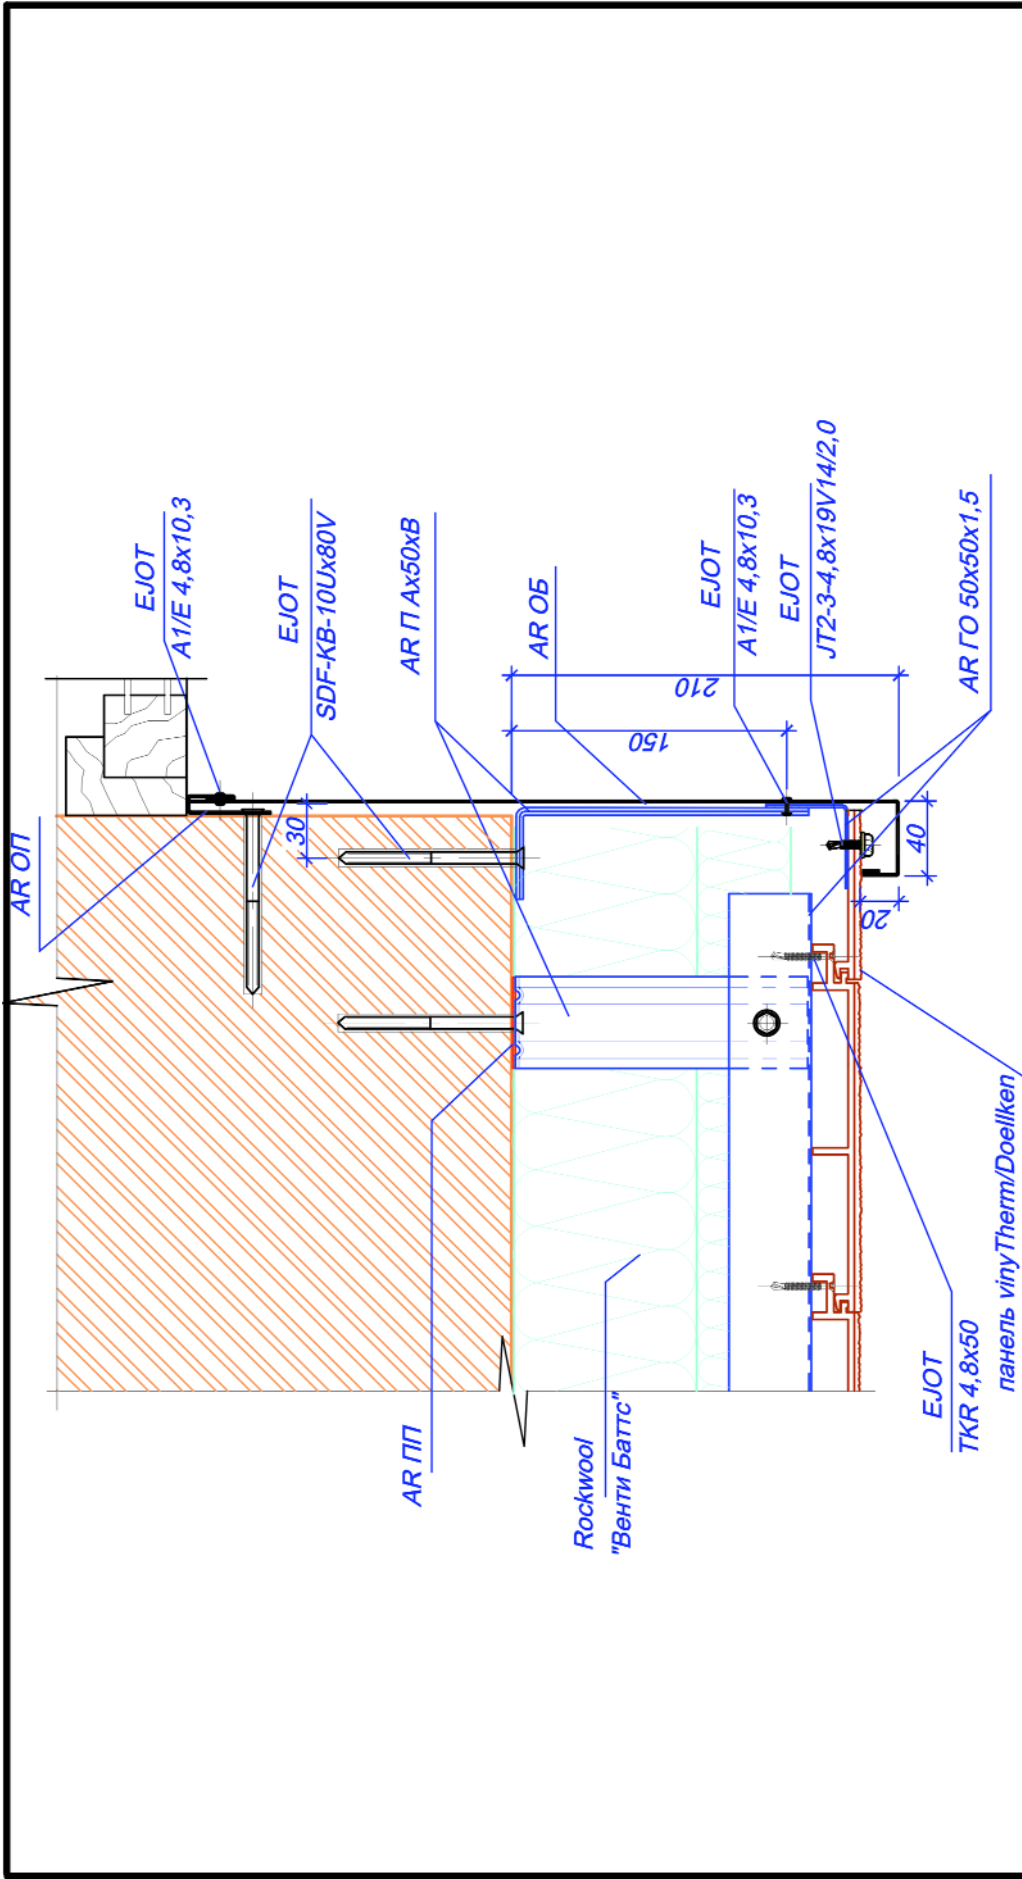 AR ОП
EJOT
A1/E 4,8x10,3
EJOT
SDF-KB-10Ux80V
AR П Ax50xB
AR ОБ
EJOT
A1/E 4,8x10,3
EJOT
JT2-3-4,8x19V14/2,0
AR ГО 50x50x1,5
30
150
210
40
20
AR ПП
Rockwool
"Венти Баттс"
EJOT
TKR 4,8x50
панель vinyTherm/Doellken